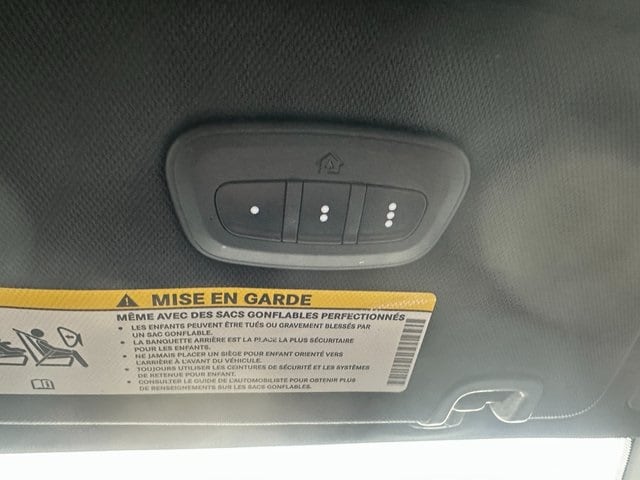 MISE EN GARDE
MÊME AVEC DES SACS GONFLABLES PERFECTIONNÉS
• LES ENFANTS PEUVENT ÊTRE TUÉS OU GRAVEMENT BLESSÉS PAR
UN SAC GONFLABLE.
• LA BANQUETTE ARRIÈRE EST LA PLACE LA PLUS SÉCURITAIRE
POUR LES ENFANTS.
• NE JAMAIS PLACER UN SIÈGE POUR ENFANT ORIENTÉ VERS
L'ARRIÈRE À L'AVANT DU VÉHICULE.
• TOUJOURS UTILISER LES CEINTURES DE SÉCURITÉ ET LES SYSTÈMES
DE RETENUE POUR ENFANT.
• CONSULTER LE GUIDE DE L'AUTOMOBILISTE POUR OBTENIR PLUS
DE RENSEIGNEMENTS SUR LES SACS GONFLABLES.